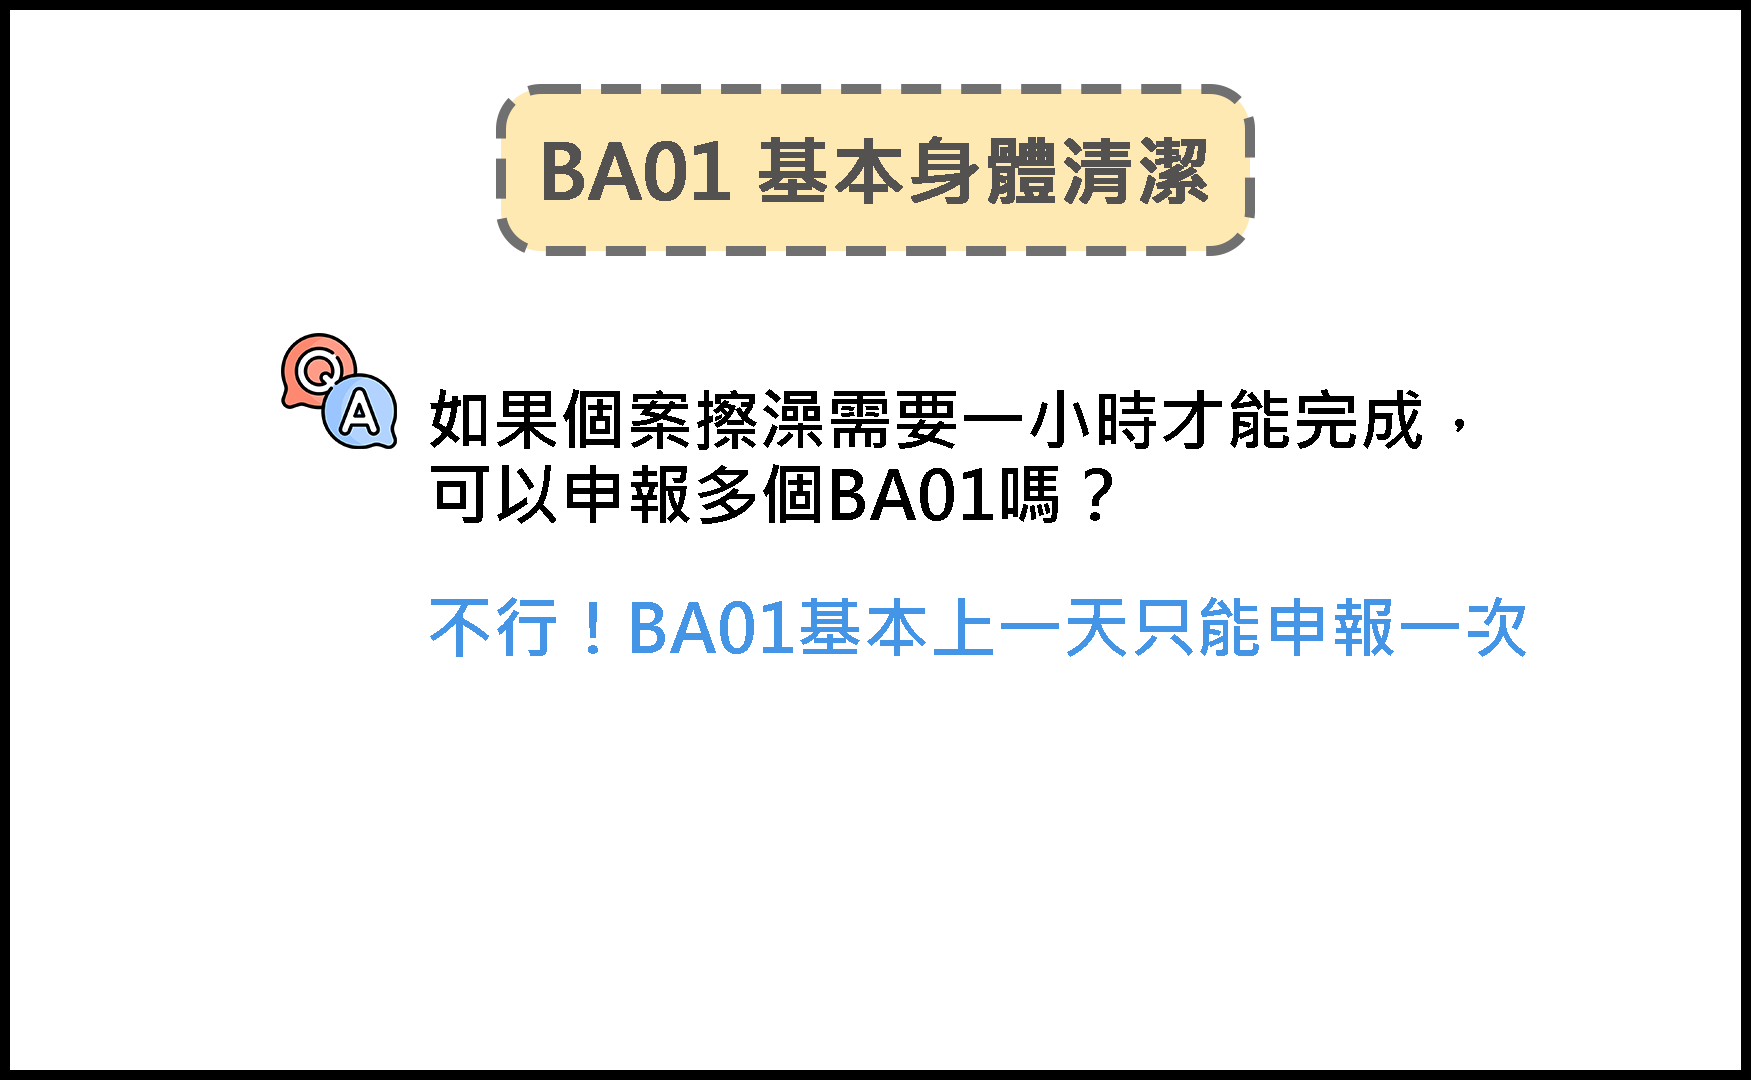 BA01 基本身體清潔
Q
A
如果個案擦澡需要一小時才能完成，
可以申報多個BA01嗎？
不行！BA01基本上一天只能申報一次